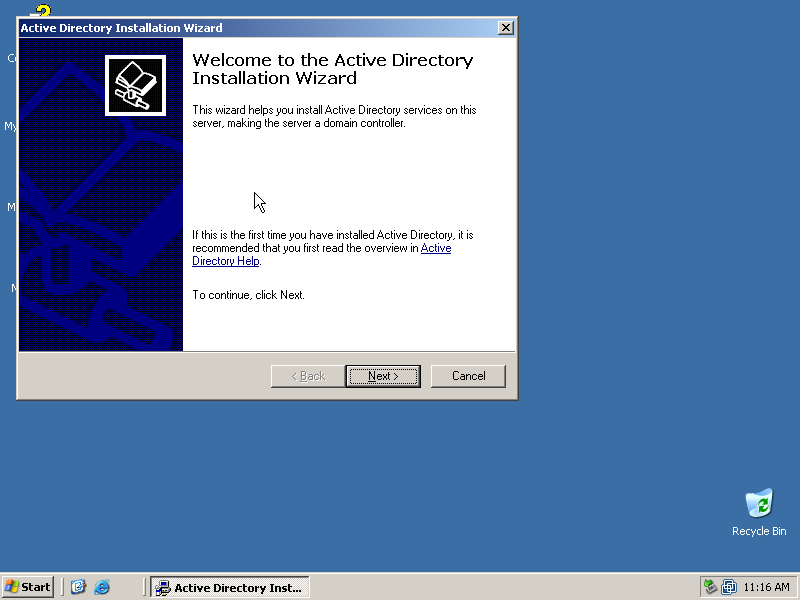 Active Directory Installation Wizard
Welcome to the Active Directory
Installation Wizard
This wizard helps you install Active Directory services on this
server, making the server a domain controller.
If this is the first time you have installed Active Directory, it is
recommended that you first read the overview in Active
Directory Help.
To continue, click Next.
< Back
Next >
Cancel
Recycle Bin
Start
Active Directory Inst...
11:16 AM